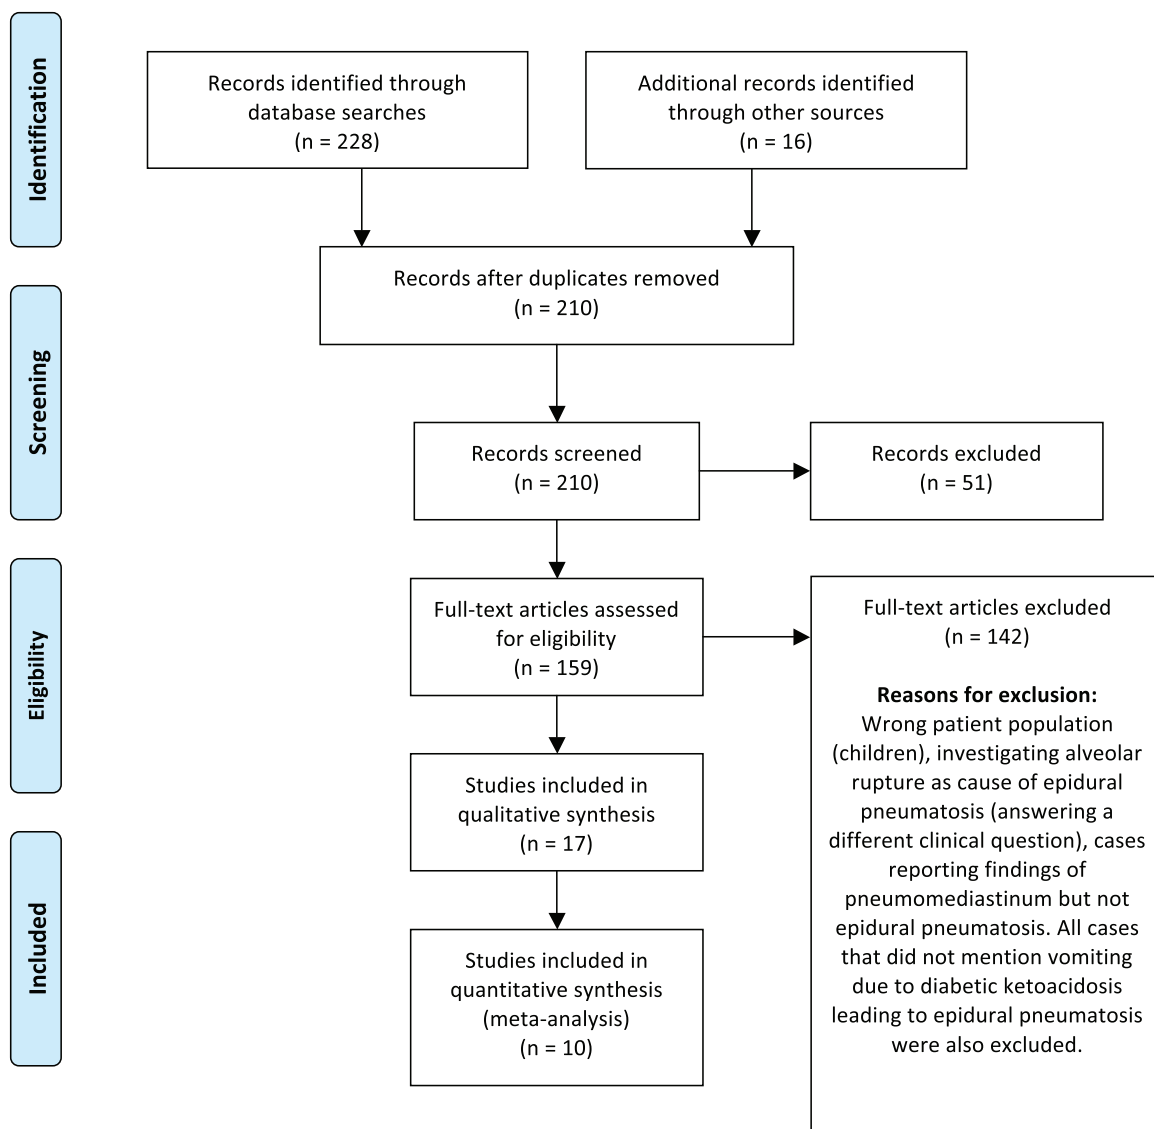 Identification
Records identified through
database searches
(n = 228)
Additional records identified
through other sources
(n = 16)
Records after duplicates removed
(n = 210)
Screening
Records screened
(n = 210)
Records excluded
(n = 51)
Eligibility
Full-text articles assessed
for eligibility
(n = 159)
Full-text articles excluded
(n = 142)
Reasons for exclusion:
Wrong patient population
(children), investigating alveolar
rupture as cause of epidural
pneumatosis (answering a
different clinical question), cases
reporting findings of
pneumomediastinum but not
epidural pneumatosis. All cases
that did not mention vomiting
due to diabetic ketoacidosis
leading to epidural pneumatosis
were also excluded.
Studies included in
qualitative synthesis
(n = 17)
Included
Studies included in
quantitative synthesis
(meta-analysis)
(n = 10)